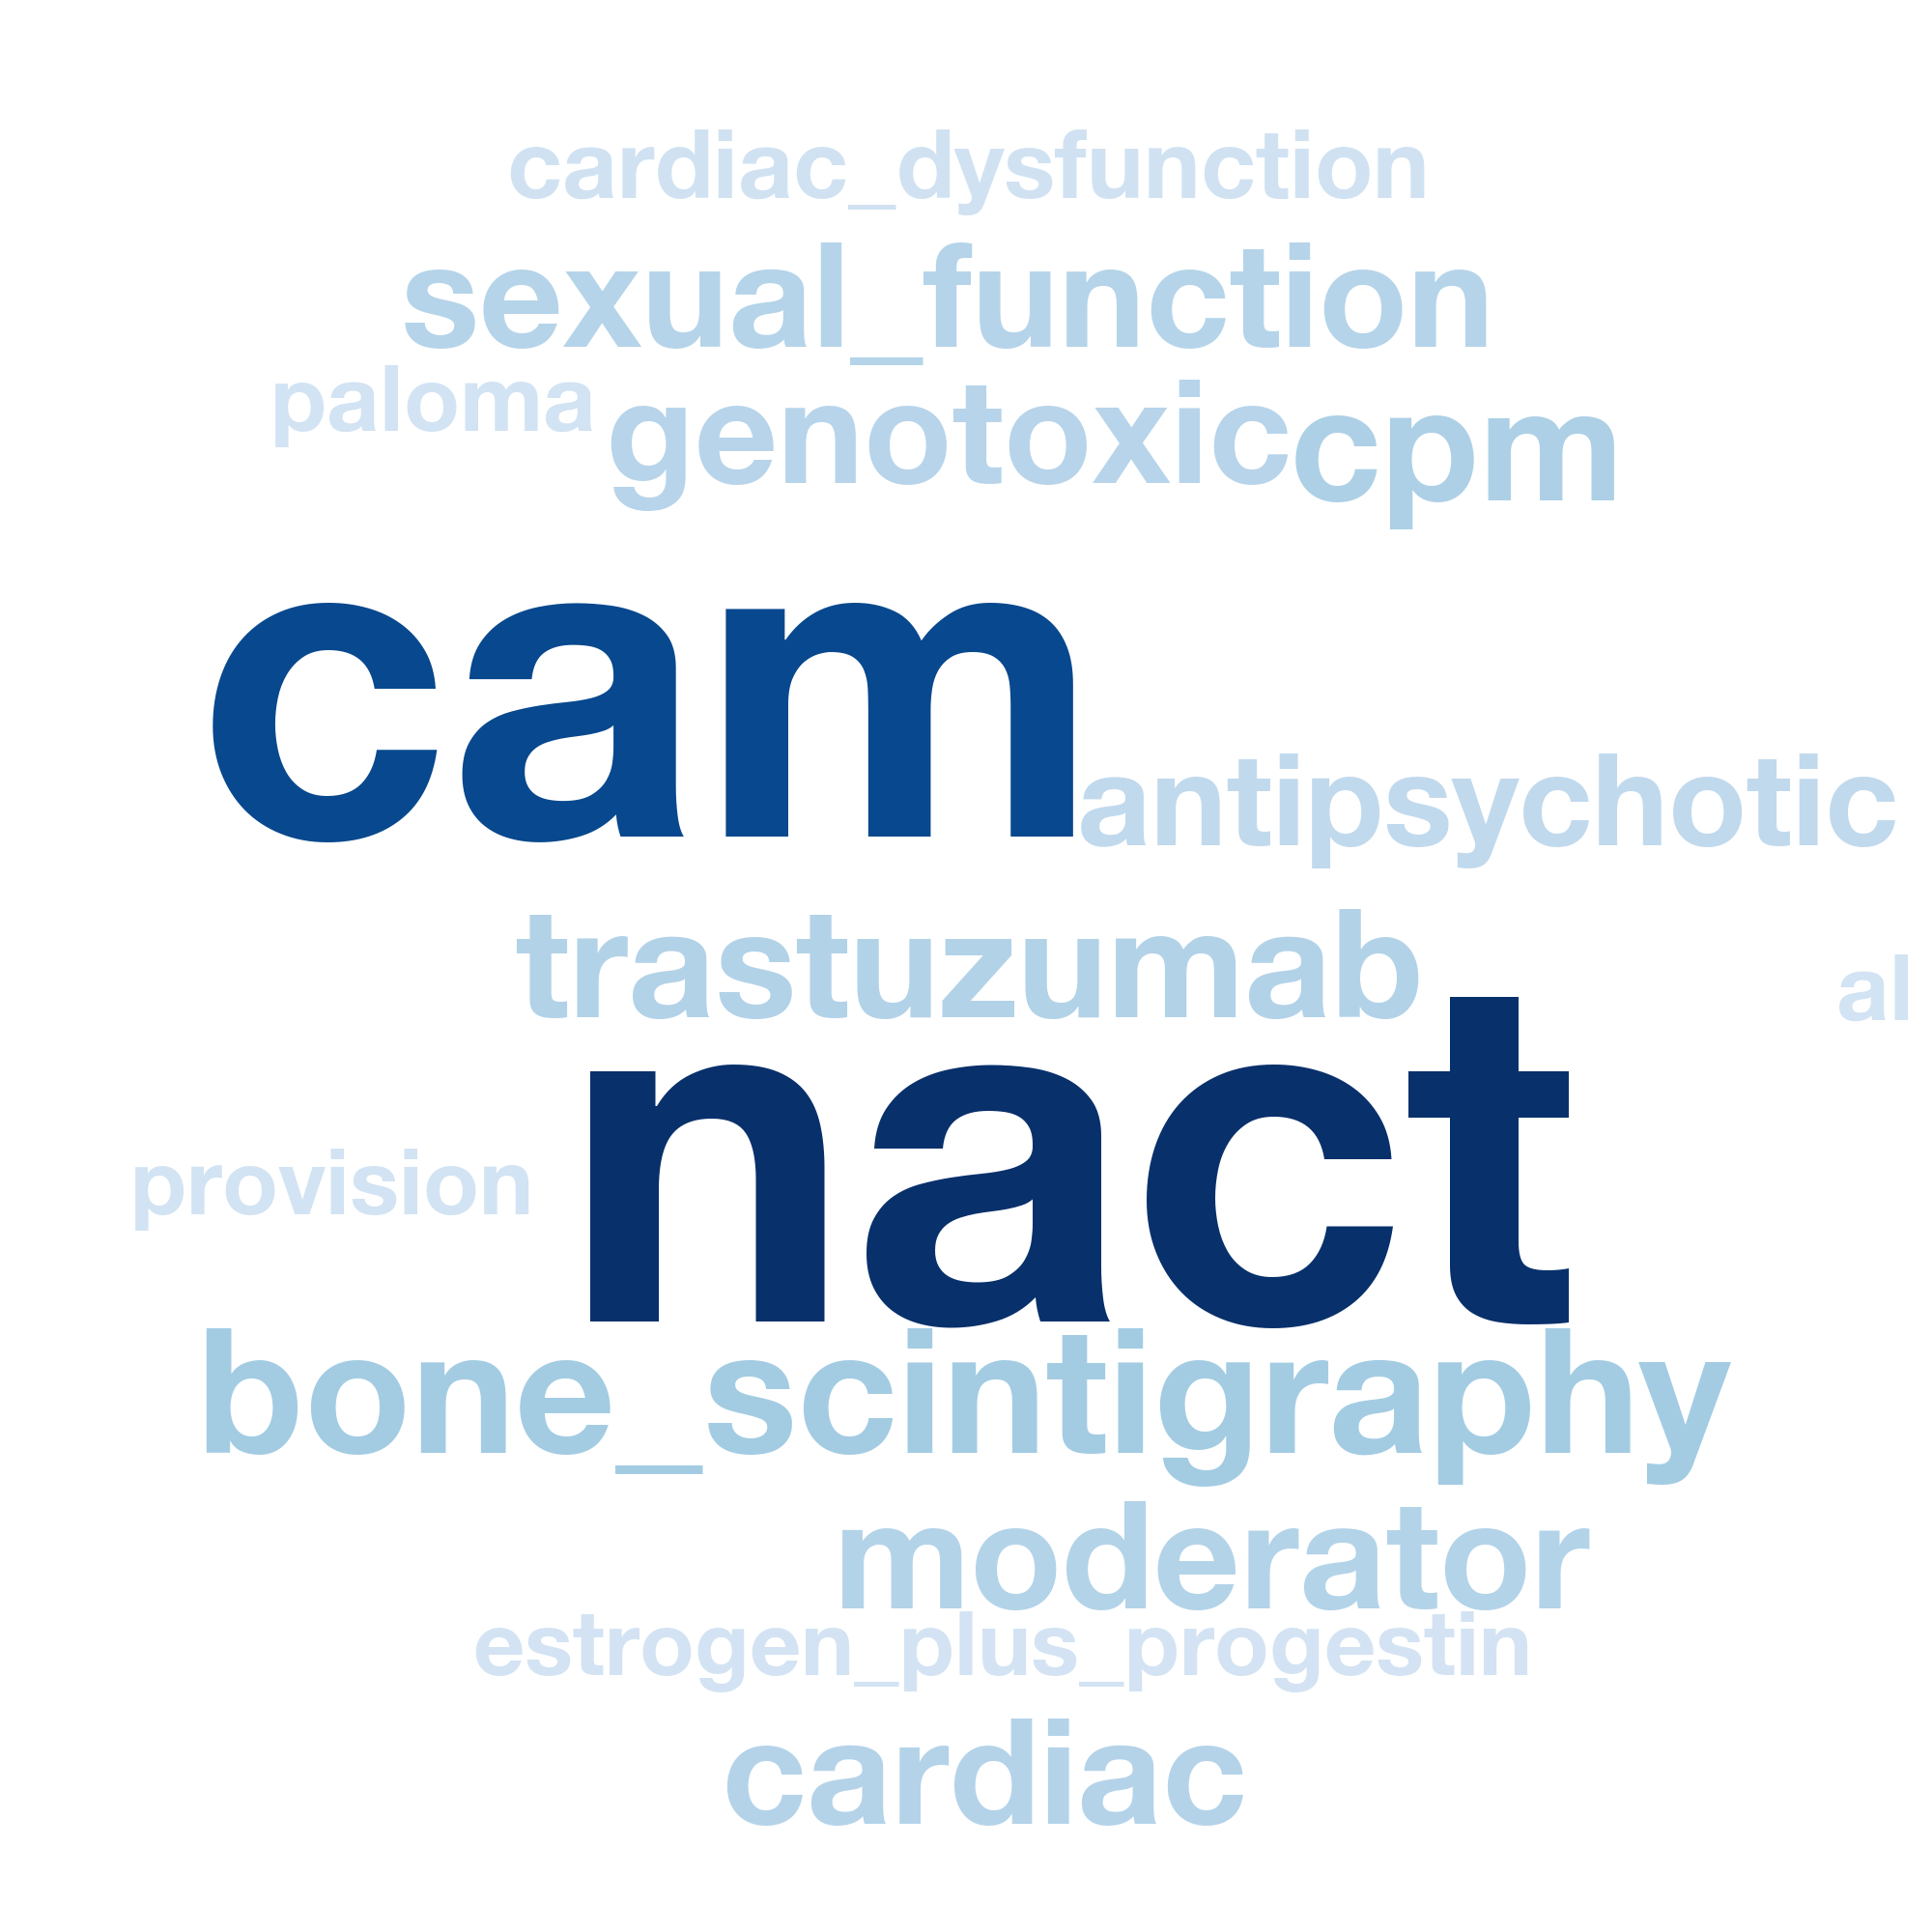 cardiac_dysfunction
sexual_function
paloma
genotoxic
cpm
cam
antipsychotic
trastuzumab
al
nact
provision
bone_scintigraphy
moderator
estrogen_plus_progestin
cardiac